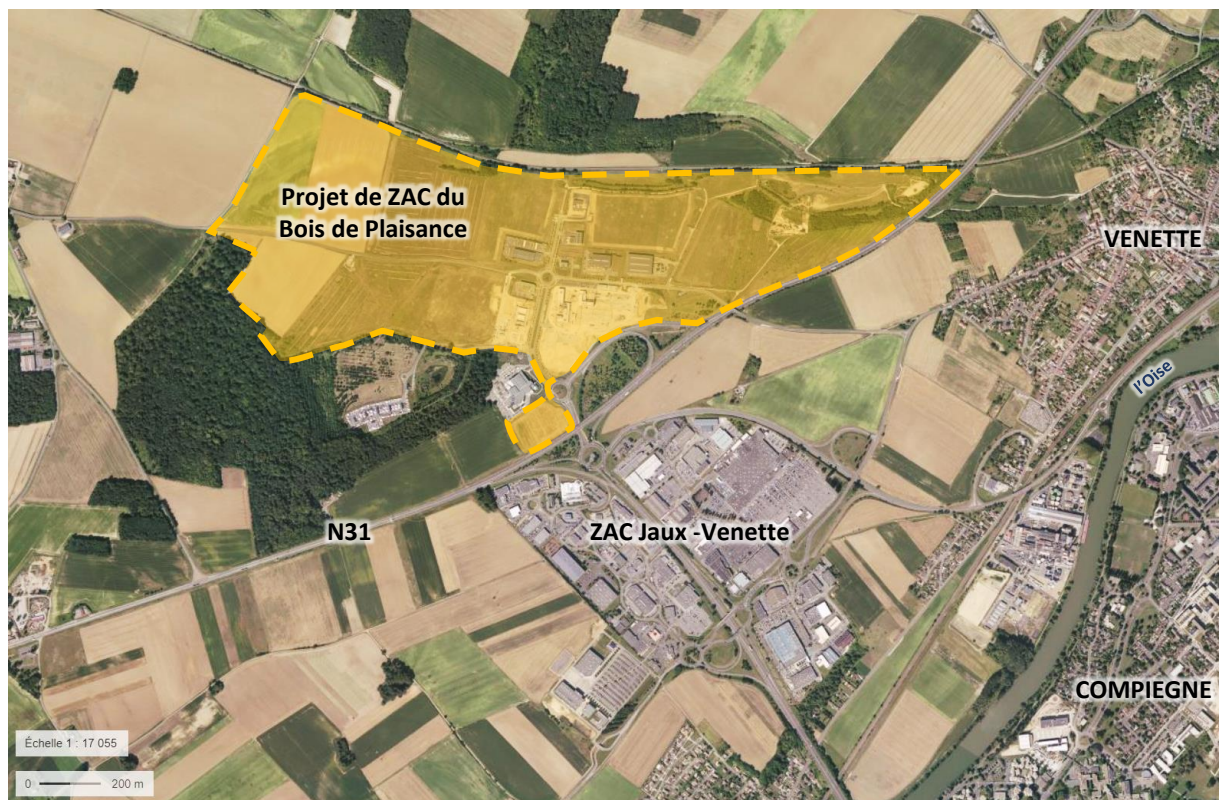 Projet de ZAC du
Bois de Plaisance
VENETTE
l'Oise
N31
ZAC Jaux -Venette
COMPIEGNE
Échelle 1 : 17 055
0 200 m